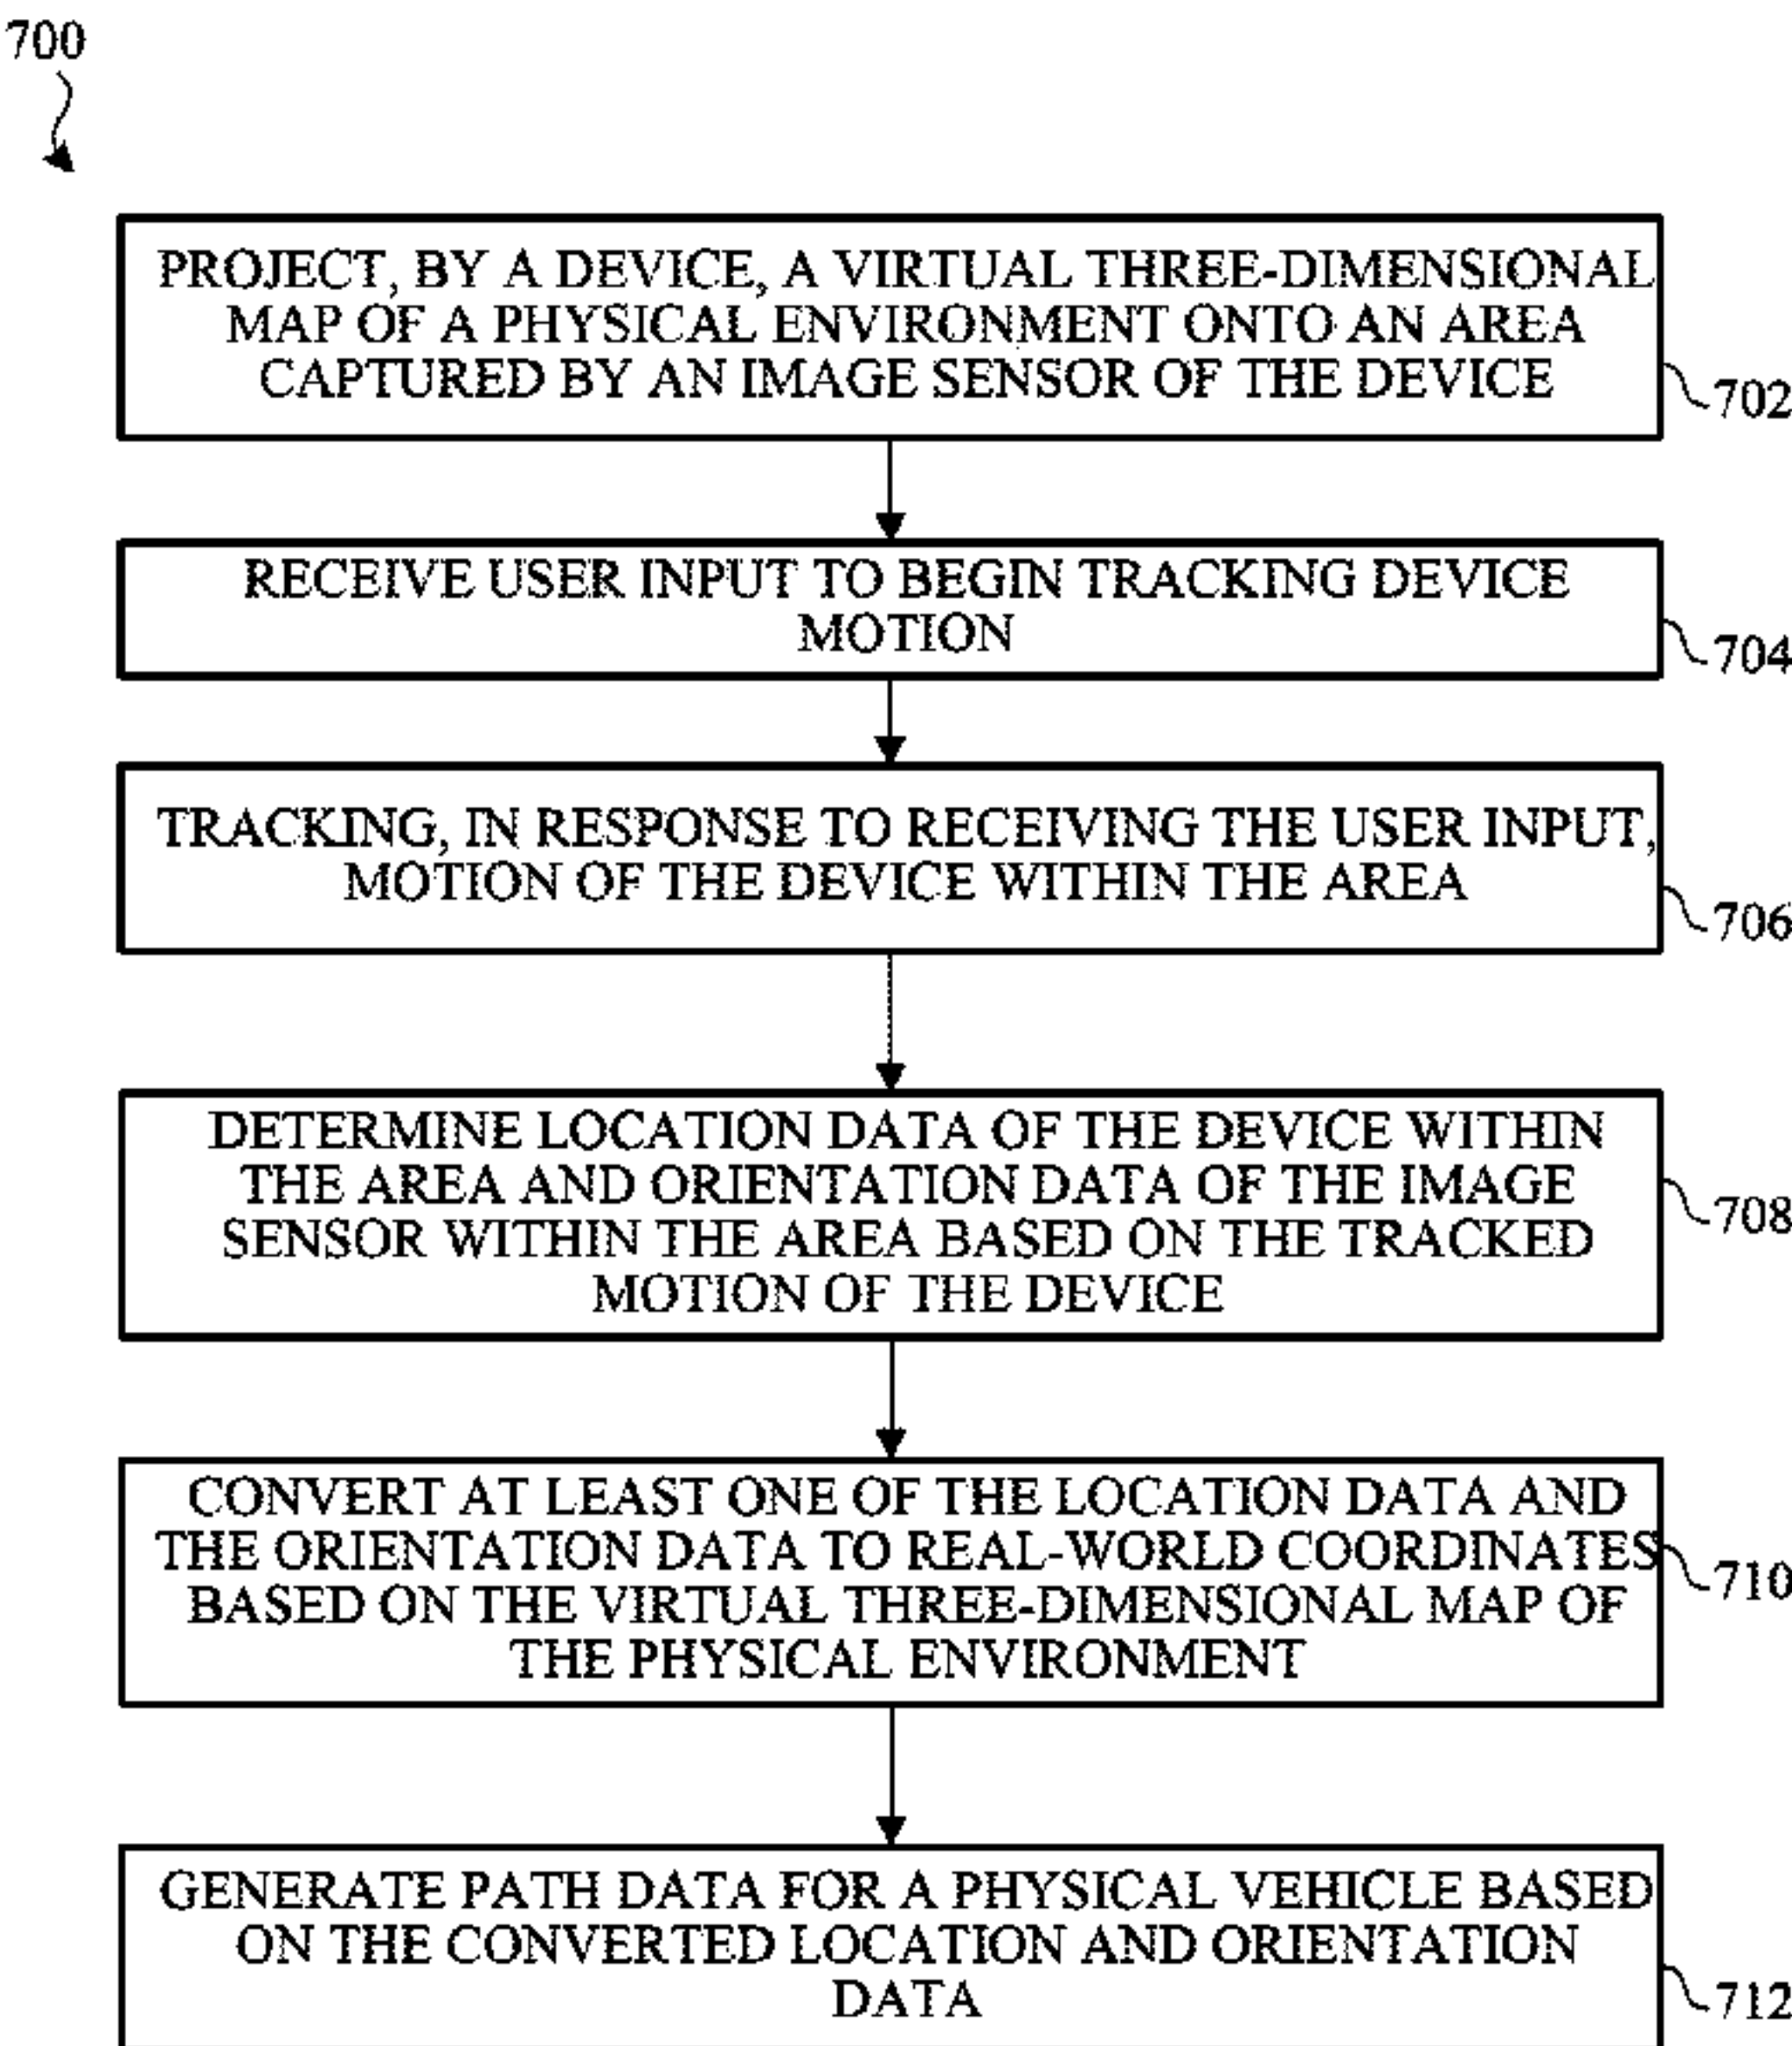 700
PROJECT, BY A DEVICE, A VIRTUAL THREE-DIMENSIONAL
MAP OF A PHYSICAL ENVIRONMENT ONTO AN AREA
CAPTURED BY AN IMAGE SENSOR OF THE DEVICE
702
RECEIVE USER INPUT TO BEGIN TRACKING DEVICE
MOTION
704
TRACKING, IN RESPONSE TO RECEIVING THE USER INPUT,
MOTION OF THE DEVICE WITHIN THE AREA
706
DETERMINE LOCATION DATA OF THE DEVICE WITHIN
THE AREA AND ORIENTATION DATA OF THE IMAGE
SENSOR WITHIN THE AREA BASED ON THE TRACKED
MOTION OF THE DEVICE
708
CONVERT AT LEAST ONE OF THE LOCATION DATA AND
THE ORIENTATION DATA TO REAL-WORLD COORDINATES
BASED ON THE VIRTUAL THREE-DIMENSIONAL MAP OF
THE PHYSICAL ENVIRONMENT
710
GENERATE PATH DATA FOR A PHYSICAL VEHICLE BASED
ON THE CONVERTED LOCATION AND ORIENTATION
DATA
712